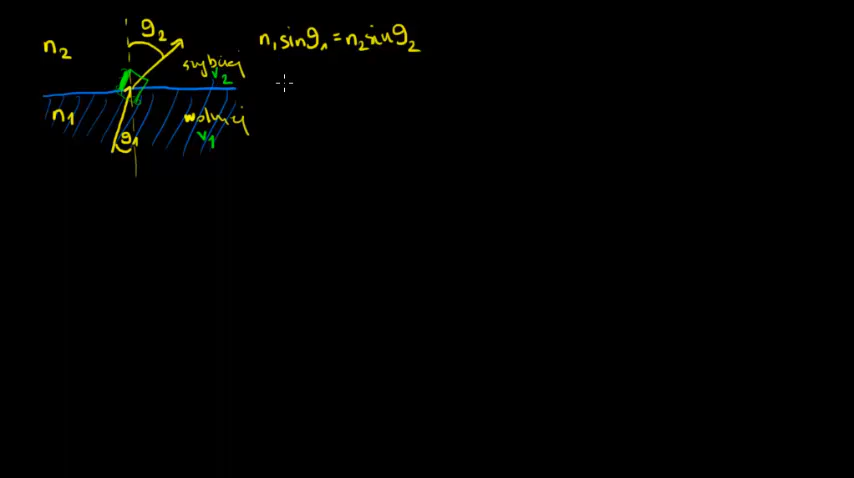 ϑ₂
n₁sinϑ₁=n₂sinϑ₂
n₂
szybciej
v₂
n₁
wolniej
ϑ₁
v₁